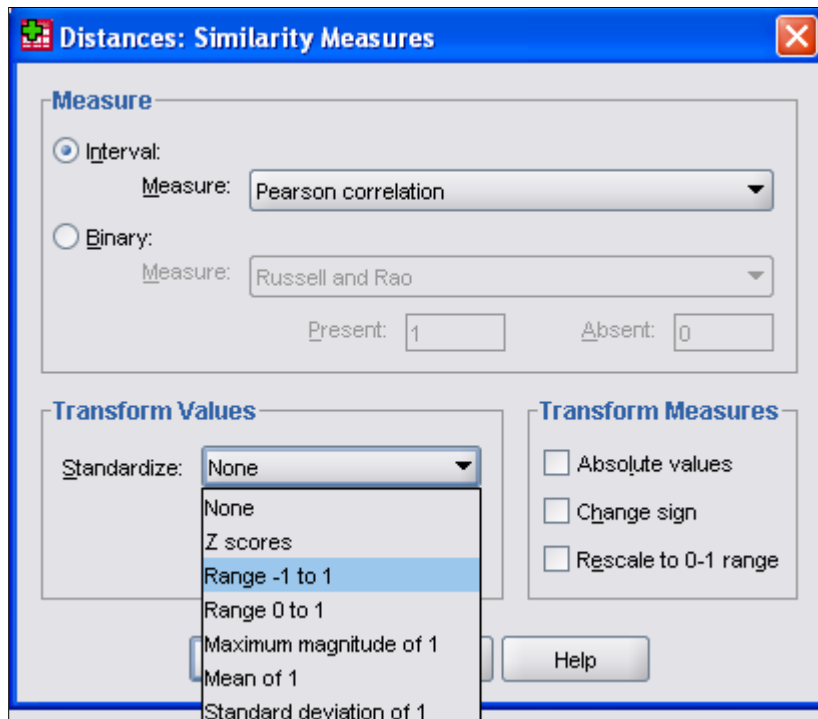 Distances: Similarity Measures
Measure
Interval:
Measure: Pearson correlation
Binary:
Measure: Russell and Rao
Present: 1 Absent: 0
Transform Values
Standardize: None
None
Z scores
Range -1 to 1
Range 0 to 1
Maximum magnitude of 1
Mean of 1
Standard deviation of 1
Transform Measures
Absolute values
Change sign
Rescale to 0-1 range
Help